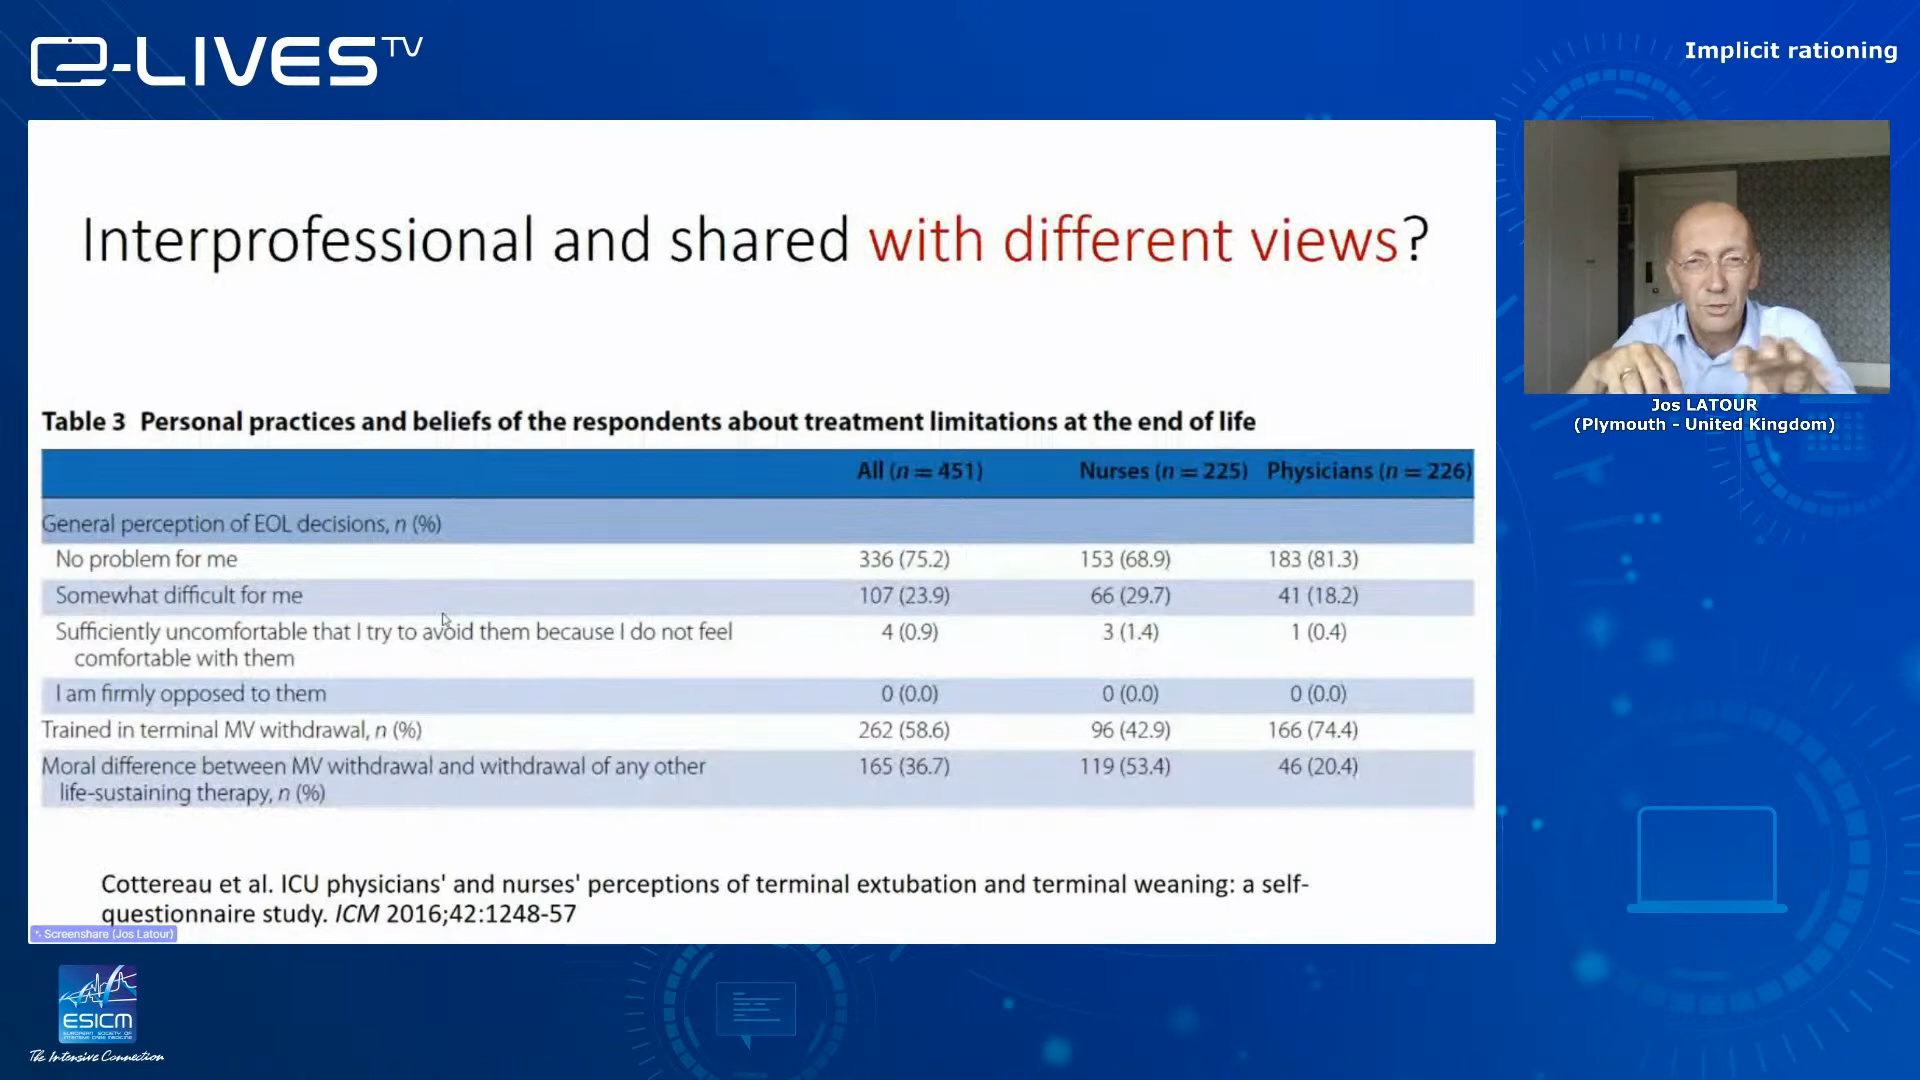 e-LIVES TV
Implicit rationing
Interprofessional and shared with different views?
Jos LATOUR
(Plymouth - United Kingdom)
Table 3 Personal practices and beliefs of the respondents about treatment limitations at the end of life
All (n = 451) Nurses (n = 225) Physicians (n = 226)
General perception of EOL decisions, n (%)
No problem for me 336 (75.2) 153 (68.9) 183 (81.3)
Somewhat difficult for me 107 (23.9) 66 (29.7) 41 (18.2)
Sufficiently uncomfortable that I try to avoid them because I do not feel 4 (0.9) 3 (1.4) 1 (0.4)
comfortable with them
I am firmly opposed to them 0 (0.0) 0 (0.0) 0 (0.0)
Trained in terminal MV withdrawal, n (%) 262 (58.6) 96 (42.9) 166 (74.4)
Moral difference between MV withdrawal and withdrawal of any other 165 (36.7) 119 (53.4) 46 (20.4)
life-sustaining therapy, n (%)
Cottereau et al. ICU physicians' and nurses' perceptions of terminal extubation and terminal weaning: a self-
questionnaire study. ICM 2016;42:1248-57
Screenshare (Jos Latour)
ESICM
EUROPEAN SOCIETY OF
INTENSIVE CARE MEDICINE
The Intensive Connection